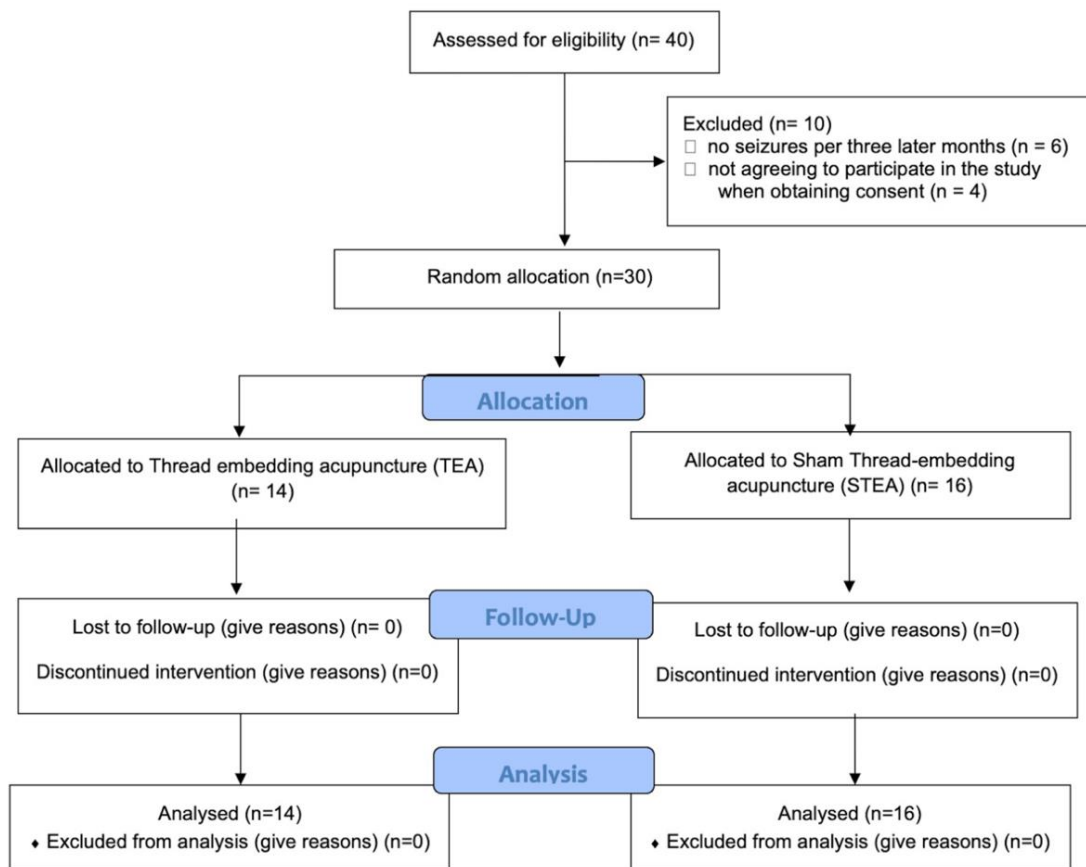 Assessed for eligibility (n= 40)
Excluded (n= 10)
□ no seizures per three later months (n = 6)
□ not agreeing to participate in the study
when obtaining consent (n = 4)
Random allocation (n=30)
Allocation
Allocated to Thread embedding acupuncture (TEA)
(n= 14)
Allocated to Sham Thread-embedding
acupuncture (STEA) (n= 16)
Follow-Up
Lost to follow-up (give reasons) (n= 0)
Discontinued intervention (give reasons) (n=0)
Lost to follow-up (give reasons) (n=0)
Discontinued intervention (give reasons) (n=0)
Analysis
Analysed (n=14)
♦ Excluded from analysis (give reasons) (n=0)
Analysed (n=16)
♦ Excluded from analysis (give reasons) (n=0)